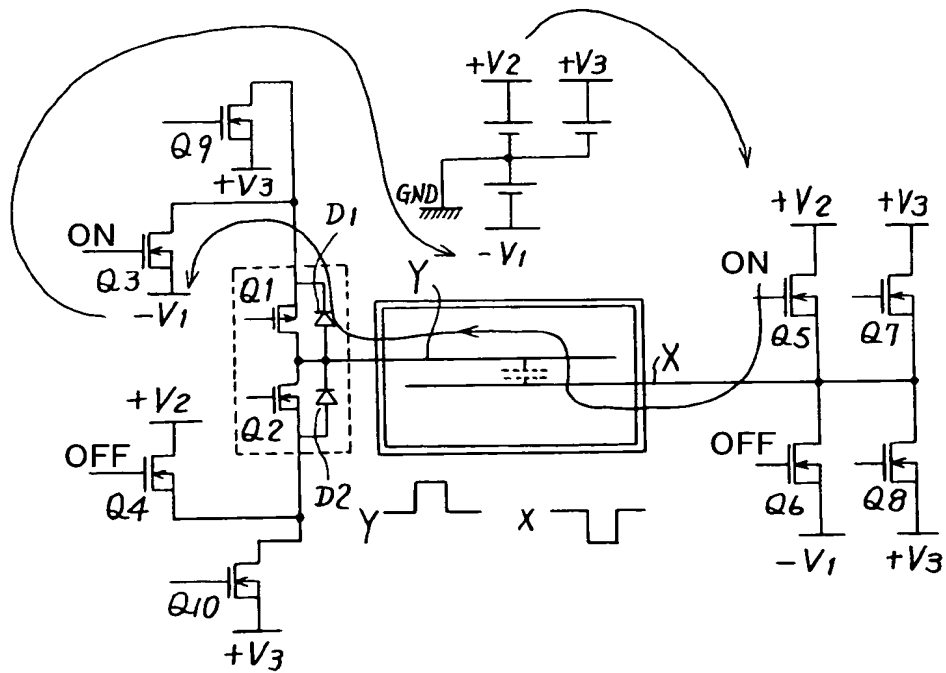 +V2 +V3
Q9
+V3
GND
-V1
D1
ON
Q3
-V1
Q1
Y
+V2 +V3
ON
Q5 Q7
X
Q2
+V2
OFF
Q4
D2
OFF
Q6 Q8
Y X
-V1 +V3
Q10
+V3